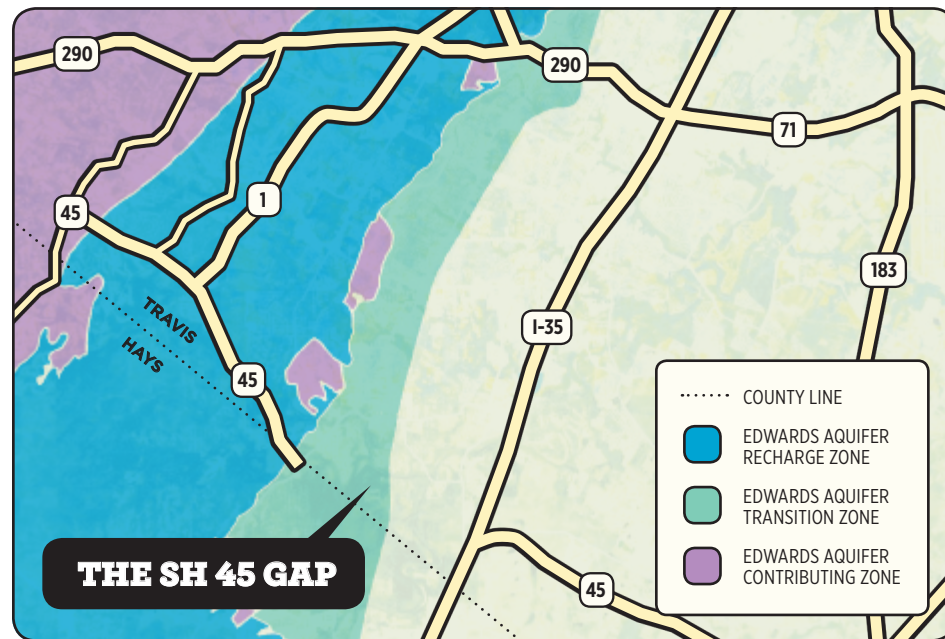 290
290
71
45
1
183
TRAVIS
HAYS
I-35
45
COUNTY LINE
EDWARDS AQUIFER
RECHARGE ZONE
EDWARDS AQUIFER
TRANSITION ZONE
EDWARDS AQUIFER
CONTRIBUTING ZONE
THE SH 45 GAP
45